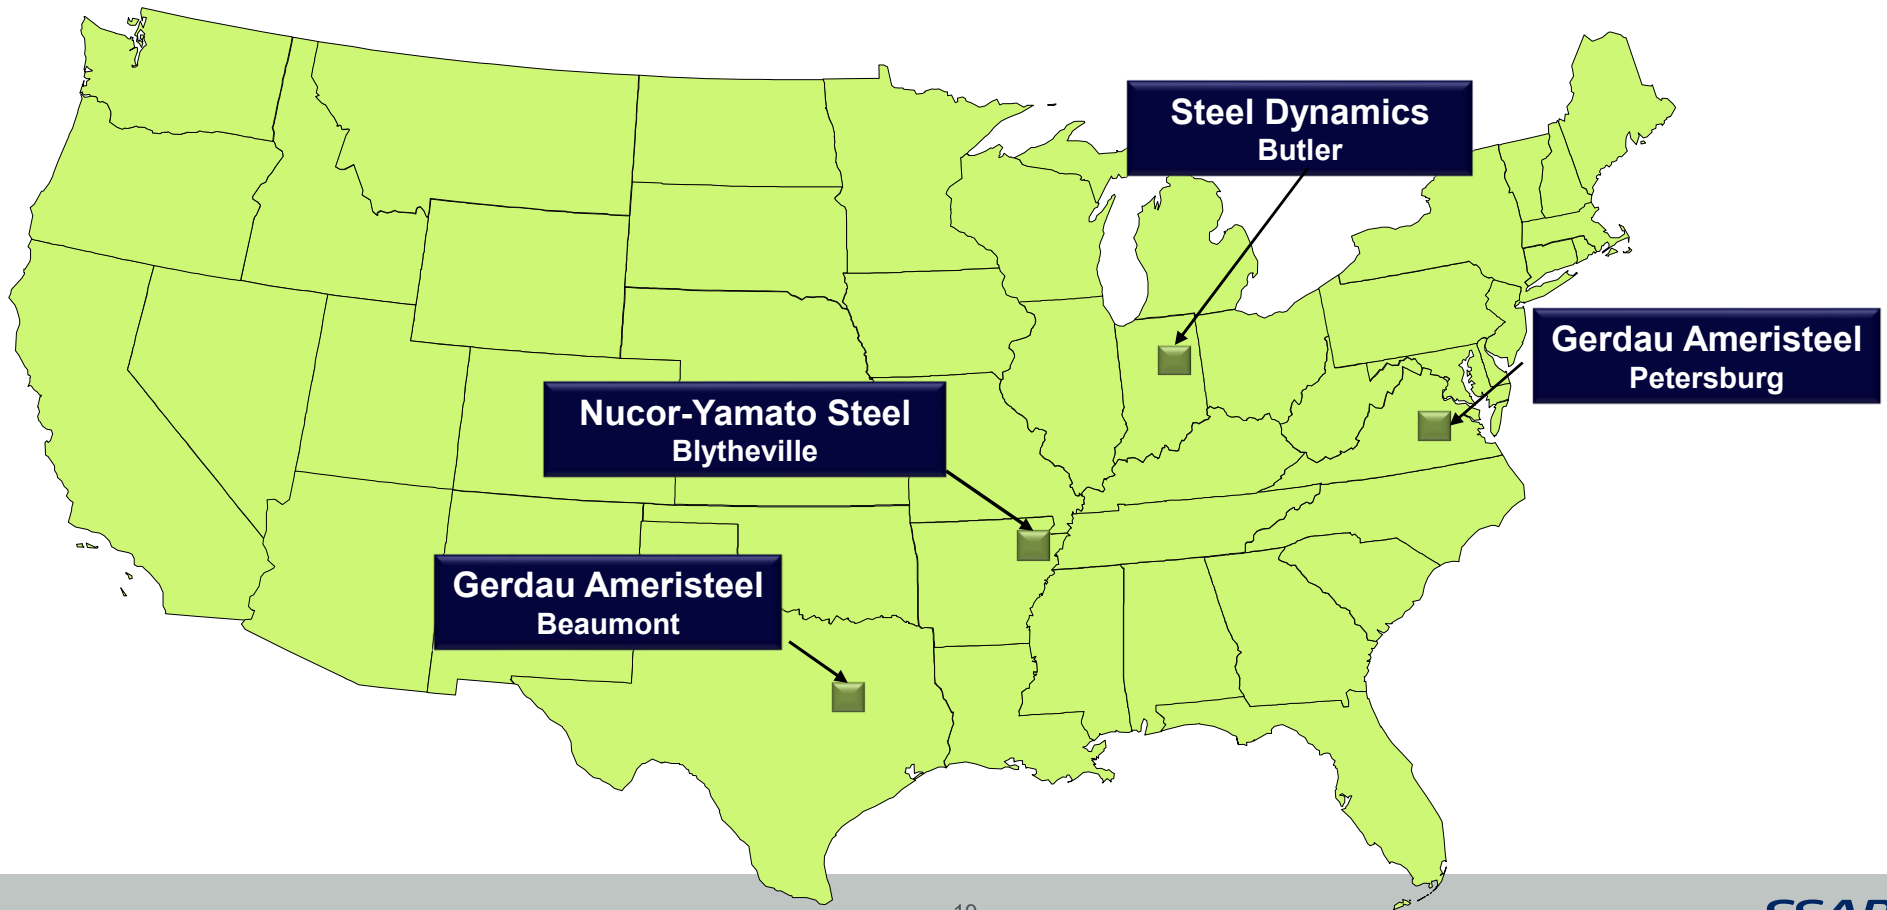 Steel Dynamics
Butler
Gerdau Ameristeel
Petersburg
Nucor-Yamato Steel
Blytheville
Gerdau Ameristeel
Beaumont